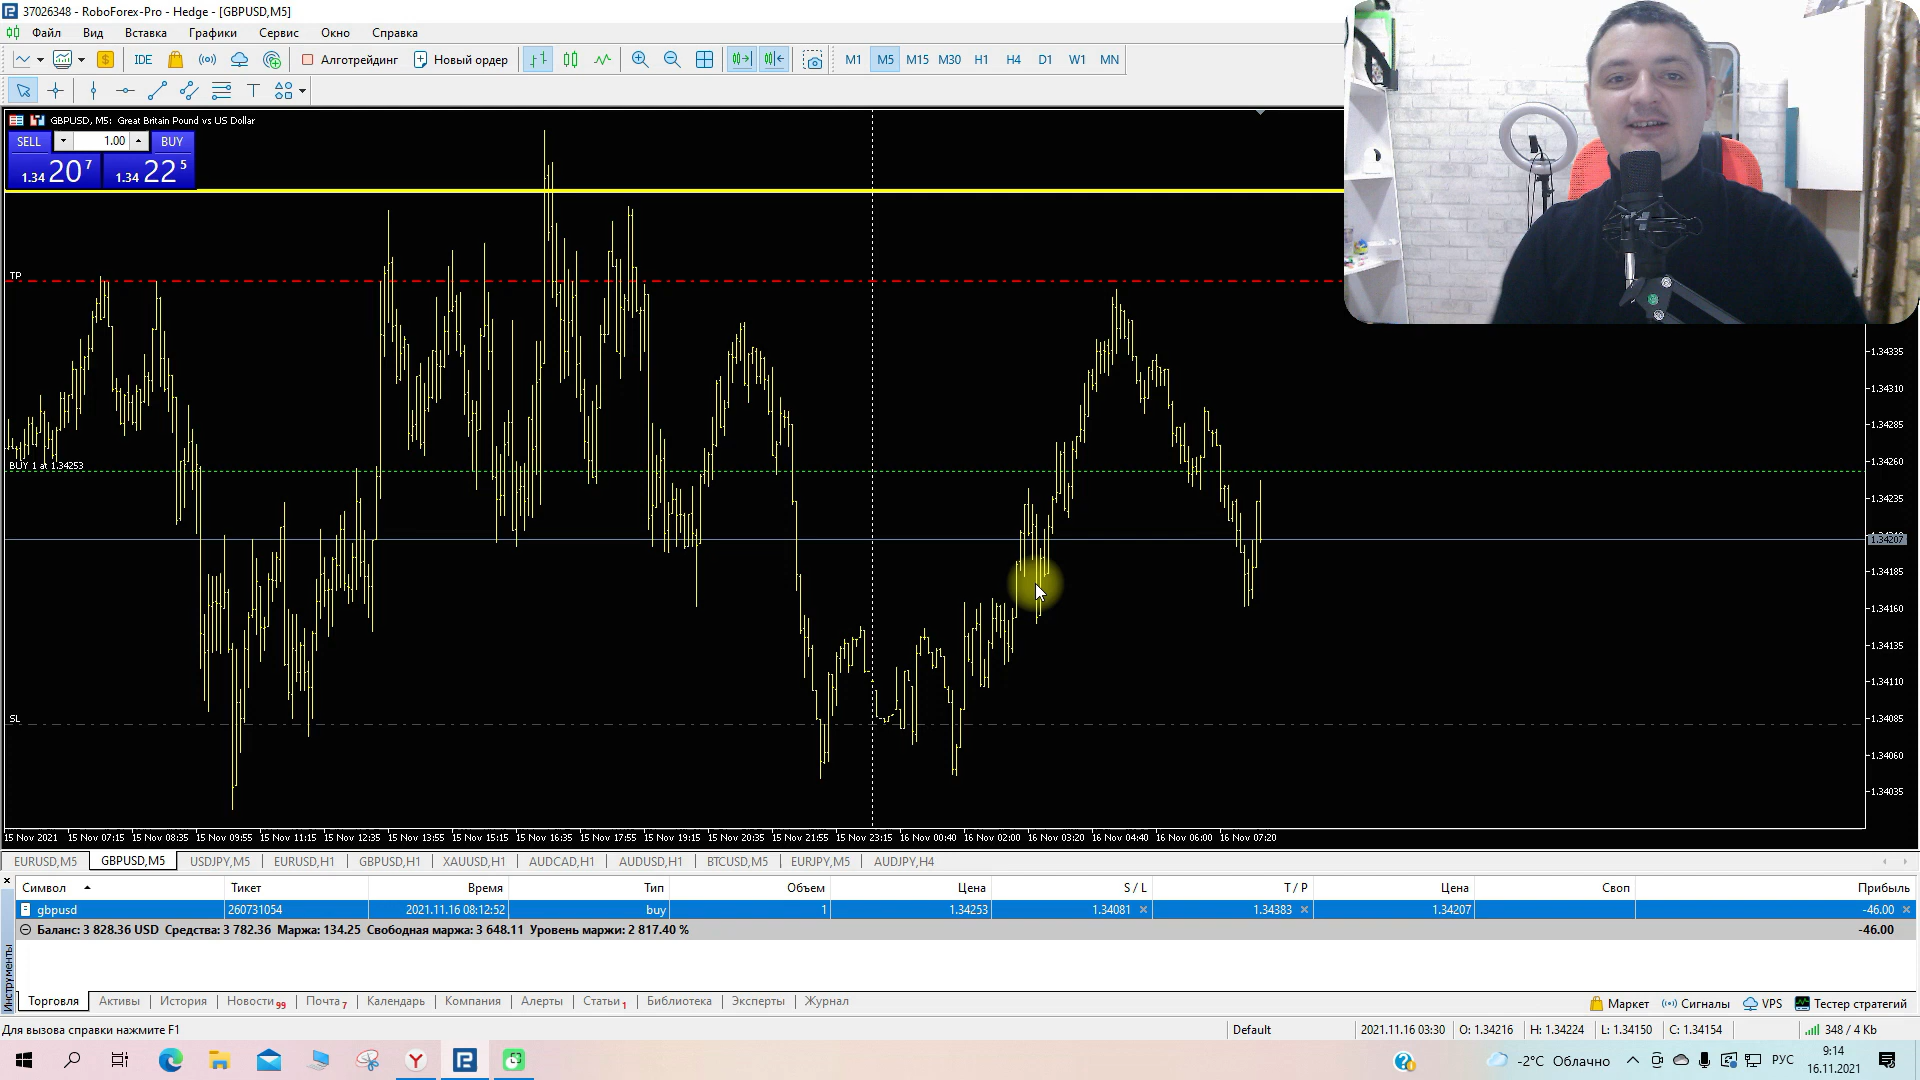 37026348 - RoboForex-Pro - Hedge - [GBPUSD,M5]
Файл Вид Вставка Графики Сервис Окно Справка
IDE Алготрейдинг Новый ордер M1 M5 M15 M30 H1 H4 D1 W1 MN
GBPUSD, M5: Great Britain Pound vs US Dollar
SELL 1.00 BUY
1.34 20 7 1.34 22 5
TP
1.34335
1.34310
1.34285
1.34260
BUY 1 at 1.34253
1.34235
1.34207
1.34185
1.34160
1.34135
1.34110
SL
1.34085
1.34060
1.34035
15 Nov 2021 15 Nov 07:15 15 Nov 08:35 15 Nov 09:55 15 Nov 11:15 15 Nov 12:35 15 Nov 13:55 15 Nov 15:15 15 Nov 16:35 15 Nov 17:55 15 Nov 19:15 15 Nov 20:35 15 Nov 21:55 15 Nov 23:15 16 Nov 00:40 16 Nov 02:00 16 Nov 03:20 16 Nov 04:40 16 Nov 06:00 16 Nov 07:20
EURUSD,M5 GBPUSD,M5 USDJPY,M5 EURUSD,H1 GBPUSD,H1 XAUUSD,H1 AUDCAD,H1 AUDUSD,H1 BTCUSD,M5 EURJPY,M5 AUDJPY,H4
Символ Тикет Время Тип Объем Цена S / L T / P Цена Своп Прибыль
gbpusd 260731054 2021.11.16 08:12:52 buy 1 1.34253 1.34081 1.34383 1.34207 -46.00
Баланс: 3 828.36 USD Средства: 3 782.36 Маржа: 134.25 Свободная маржа: 3 648.11 Уровень маржи: 2 817.40 % -46.00
Инструменты
Торговля Активы История Новости 99 Почта 7 Календарь Компания Алерты Статьи 1 Библиотека Эксперты Журнал
Маркет Сигналы VPS Тестер стратегий
Для вызова справки нажмите F1 Default 2021.11.16 03:30 O: 1.34216 H: 1.34224 L: 1.34150 C: 1.34154 348 / 4 Kb
-2°C Облачно РУС 9:14
16.11.2021